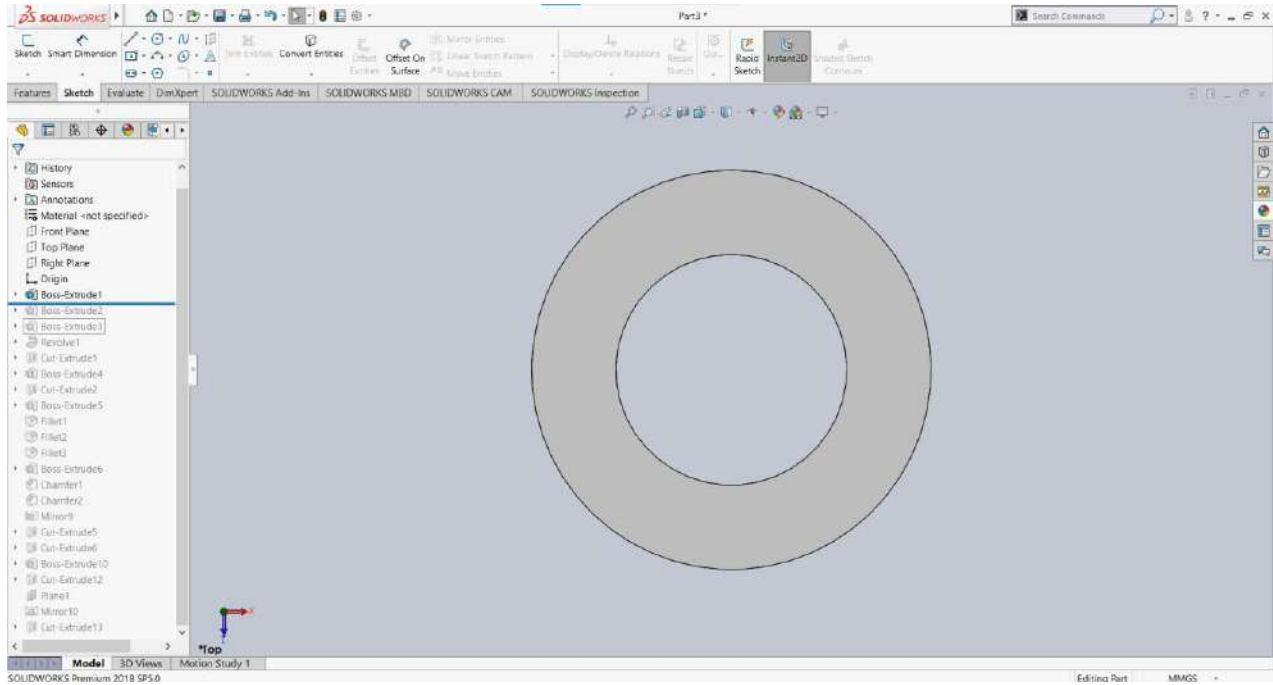 SOLIDWORKS
Part3 *
Search Commands
Sketch
Smart Dimension
Convert Entities
Offset Entities
Offset On Surface
Mirror Entities
Linear Sketch Pattern
Move Entities
Display/Delete Relations
Repair Sketch
Rapid Sketch
Instant2D
Features
Sketch
Evaluate
DimXpert
SOLIDWORKS Add-Ins
SOLIDWORKS MBD
SOLIDWORKS CAM
SOLIDWORKS Inspection
History
Sensors
Annotations
Material <not specified>
Front Plane
Top Plane
Right Plane
Origin
Boss-Extrude1
Boss-Extrude2
Boss-Extrude3
Revolve1
Cut-Extrude1
Boss-Extrude4
Cut-Extrude2
Boss-Extrude5
Fillet1
Fillet2
Fillet3
Boss-Extrude6
Chamfer1
Chamfer2
Mirror9
Cut-Extrude5
Cut-Extrude6
Boss-Extrude10
Cut-Extrude12
Plane1
Mirror10
Cut-Extrude13
*Top
Model
3D Views
Motion Study 1
SOLIDWORKS Premium 2018 SP5.0
Editing Part
MMGS